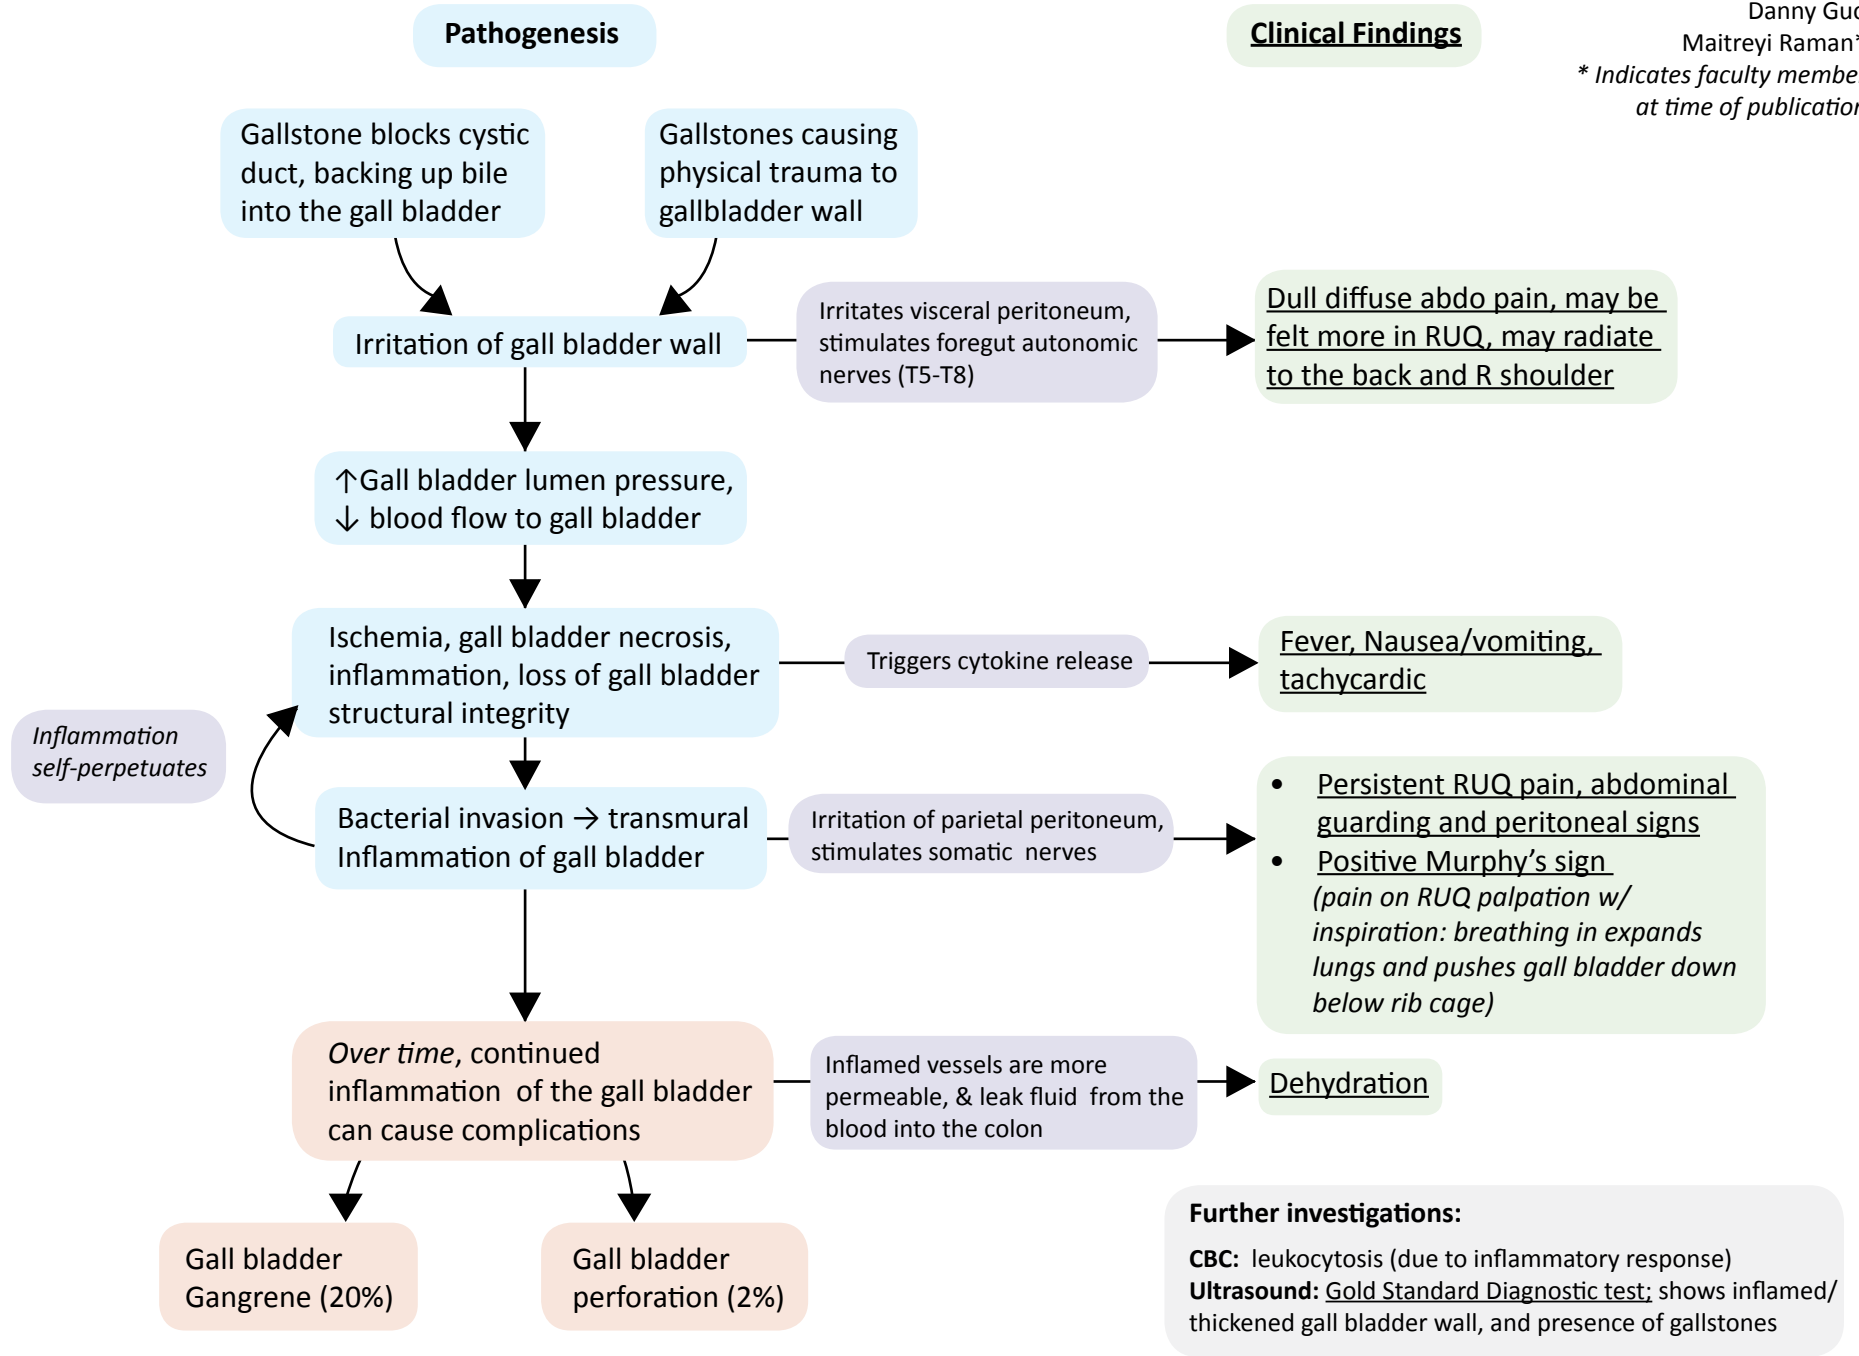 Pathogenesis
Clinical Findings
Danny Guo
Maitreyi Raman*
* Indicates faculty member
at time of publication
Gallstone blocks cystic
duct, backing up bile
into the gall bladder
Gallstones causing
physical trauma to
gallbladder wall
Irritation of gall bladder wall
Irritates visceral peritoneum,
stimulates foregut autonomic
nerves (T5-T8)
Dull diffuse abdo pain, may be
felt more in RUQ, may radiate
to the back and R shoulder
↑Gall bladder lumen pressure,
↓ blood flow to gall bladder
Ischemia, gall bladder necrosis,
inflammation, loss of gall bladder
structural integrity
Triggers cytokine release
Fever, Nausea/vomiting,
tachycardic
Inflammation
self-perpetuates
Bacterial invasion → transmural
Inflammation of gall bladder
Irritation of parietal peritoneum,
stimulates somatic nerves
• Persistent RUQ pain, abdominal
guarding and peritoneal signs
• Positive Murphy’s sign
(pain on RUQ palpation w/
inspiration: breathing in expands
lungs and pushes gall bladder down
below rib cage)
Over time, continued
inflammation of the gall bladder
can cause complications
Inflamed vessels are more
permeable, & leak fluid from the
blood into the colon
Dehydration
Gall bladder
Gangrene (20%)
Gall bladder
perforation (2%)
Further investigations:
CBC: leukocytosis (due to inflammatory response)
Ultrasound: Gold Standard Diagnostic test; shows inflamed/
thickened gall bladder wall, and presence of gallstones